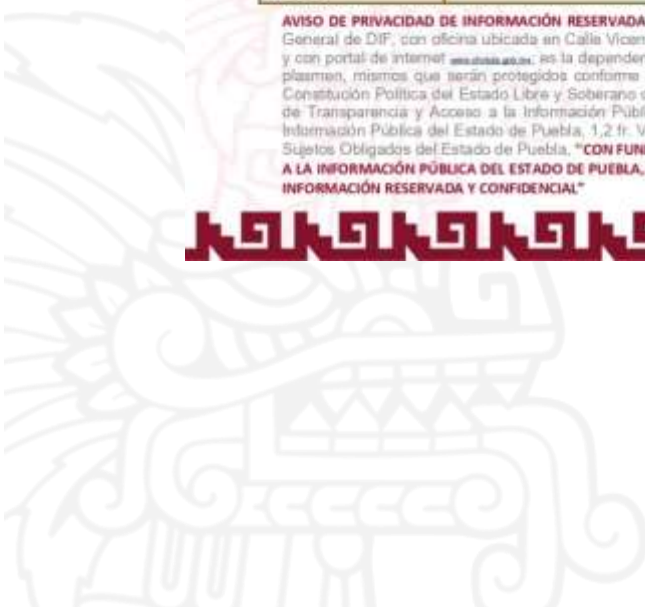 AVISO DE PRIVACIDAD DE INFORMACIÓN RESERVADA
General de DIF, con oficina ubicada en Calle Vicen
y con portal de internet es la depender
plasmen, mismos que serán protegidos conforme
Constitución Política del Estado Libre y Soberano d
de Transparencia y Acceso a la Información Públi
Información Pública del Estado de Puebla, 1,2 fr. V
Sujetos Obligados del Estado de Puebla, "CON FUN
A LA INFORMACIÓN PÚBLICA DEL ESTADO DE PUEBLA,
INFORMACIÓN RESERVADA Y CONFIDENCIAL"